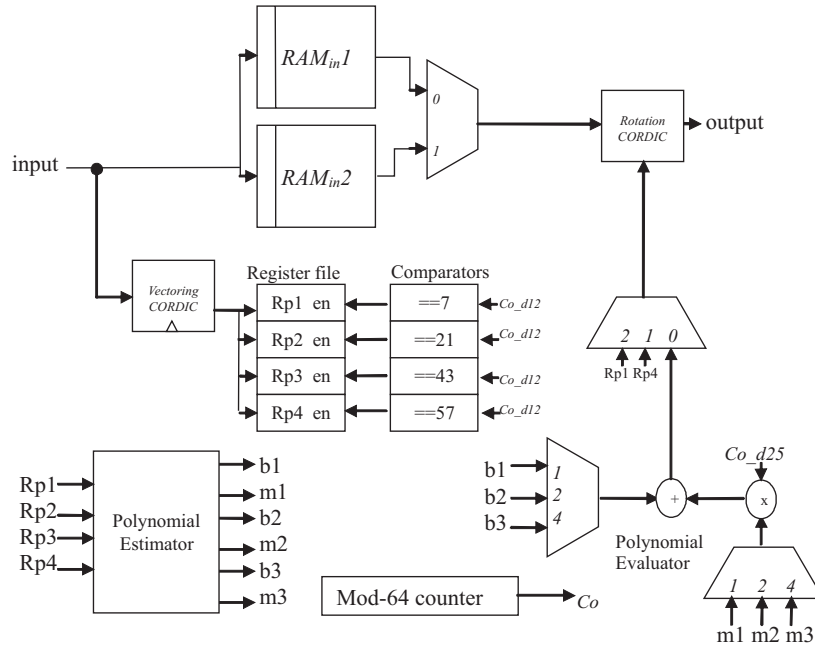 RAMin1
0
input
RAMin2
1
Rotation
CORDIC
output
Vectoring
CORDIC
Register file
Comparators
Rp1 en
==7
Co_d12
Rp2 en
==21
Co_d12
Rp3 en
==43
Co_d12
Rp4 en
==57
Co_d12
2 1 0
Rp1 Rp4
Rp1
Rp2
Rp3
Rp4
Polynomial
Estimator
b1
m1
b2
m2
b3
m3
b1
b2
b3
1
2
4
+
Co_d25
x
Polynomial
Evaluator
1 2 4
m1 m2 m3
Mod-64 counter
Co